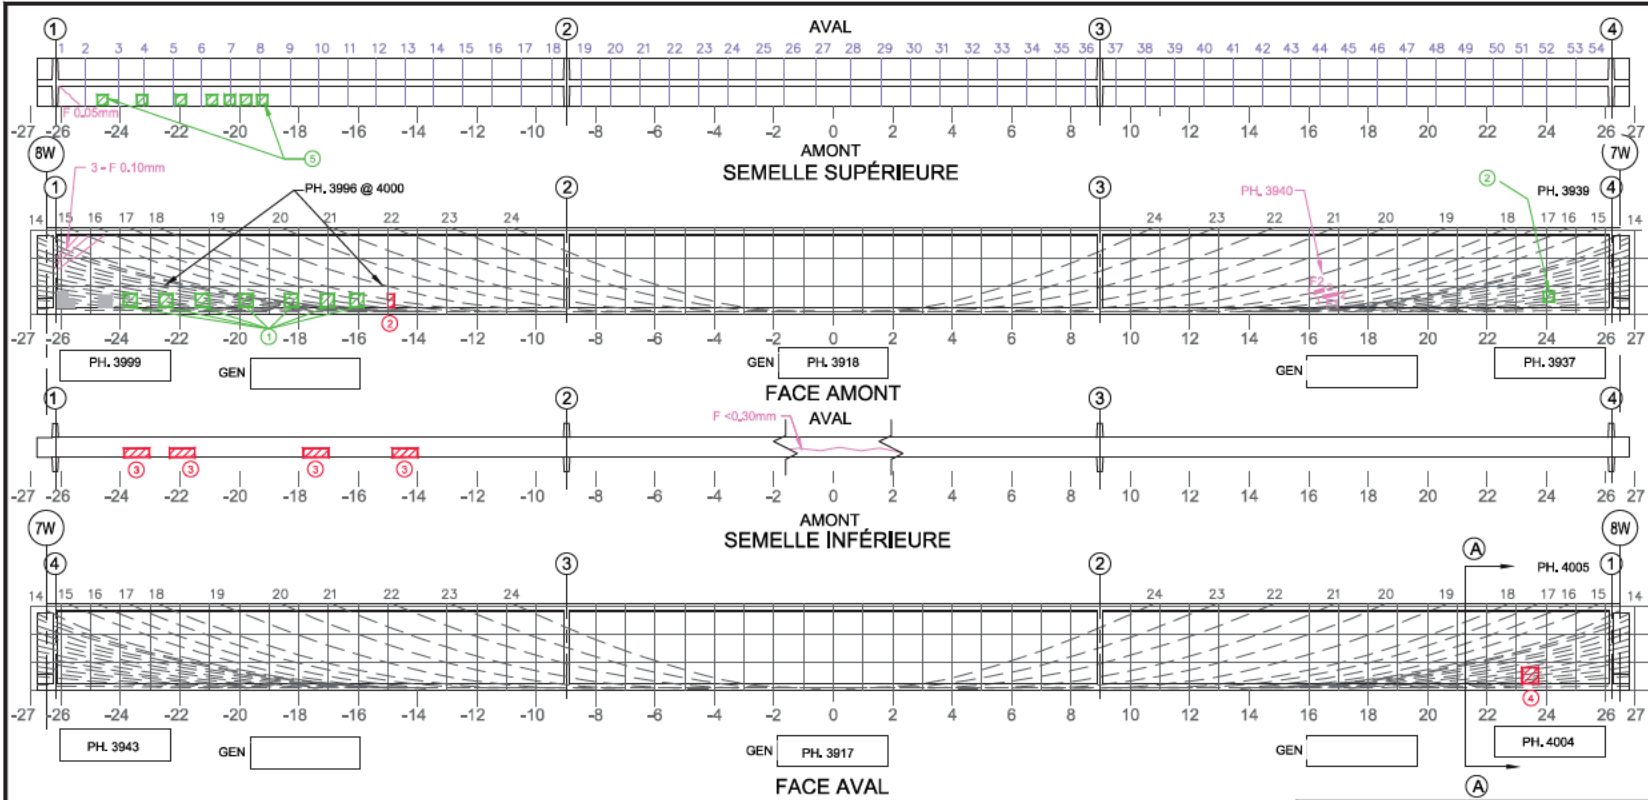 1 2 AVAL 3 4
1 2 3 4 5 6 7 8 9 10 11 12 13 14 15 16 17 18 19 20 21 22 23 24 25 26 27 28 29 30 31 32 33 34 35 36 37 38 39 40 41 42 43 44 45 46 47 48 49 50 51 52 53 54
F 0.05mm
-27 -26 -24 -22 -20 -18 -16 -14 -12 -10 -8 -6 -4 -2 0 2 4 6 8 10 12 14 16 18 20 22 24 26 27
5
AMONT
SEMELLE SUPÉRIEURE
8W 7W
3 - F 0.10mm
1 PH. 3996 @ 4000 2 3 PH. 3940 2 PH. 3939 4
14 15 16 17 18 19 20 21 22 23 24 24 23 22 21 20 19 18 17 16 15 14
F2
1 2
-27 -26 -24 -22 -20 -18 -16 -14 -12 -10 -8 -6 -4 -2 0 2 4 6 8 10 12 14 16 18 20 22 24 26 27
PH. 3999 GEN GEN PH. 3918 GEN PH. 3937
FACE AMONT
1 2 3 4
F <0.30mm AVAL
3 3 3 3
-27 -26 -24 -22 -20 -18 -16 -14 -12 -10 -8 -6 -4 -2 0 2 4 6 8 10 12 14 16 18 20 22 24 26 27
AMONT
SEMELLE INFÉRIEURE
7W 8W
4 3 2 A PH. 4005 1
14 15 16 17 18 19 20 21 22 23 24 24 23 22 21 20 19 18 17 16 15 14
4
-27 -26 -24 -22 -20 -18 -16 -14 -12 -10 -8 -6 -4 -2 0 2 4 6 8 10 12 14 16 18 20 22 24 26 27
PH. 3943 GEN GEN PH. 3917 GEN PH. 4004
FACE AVAL
A